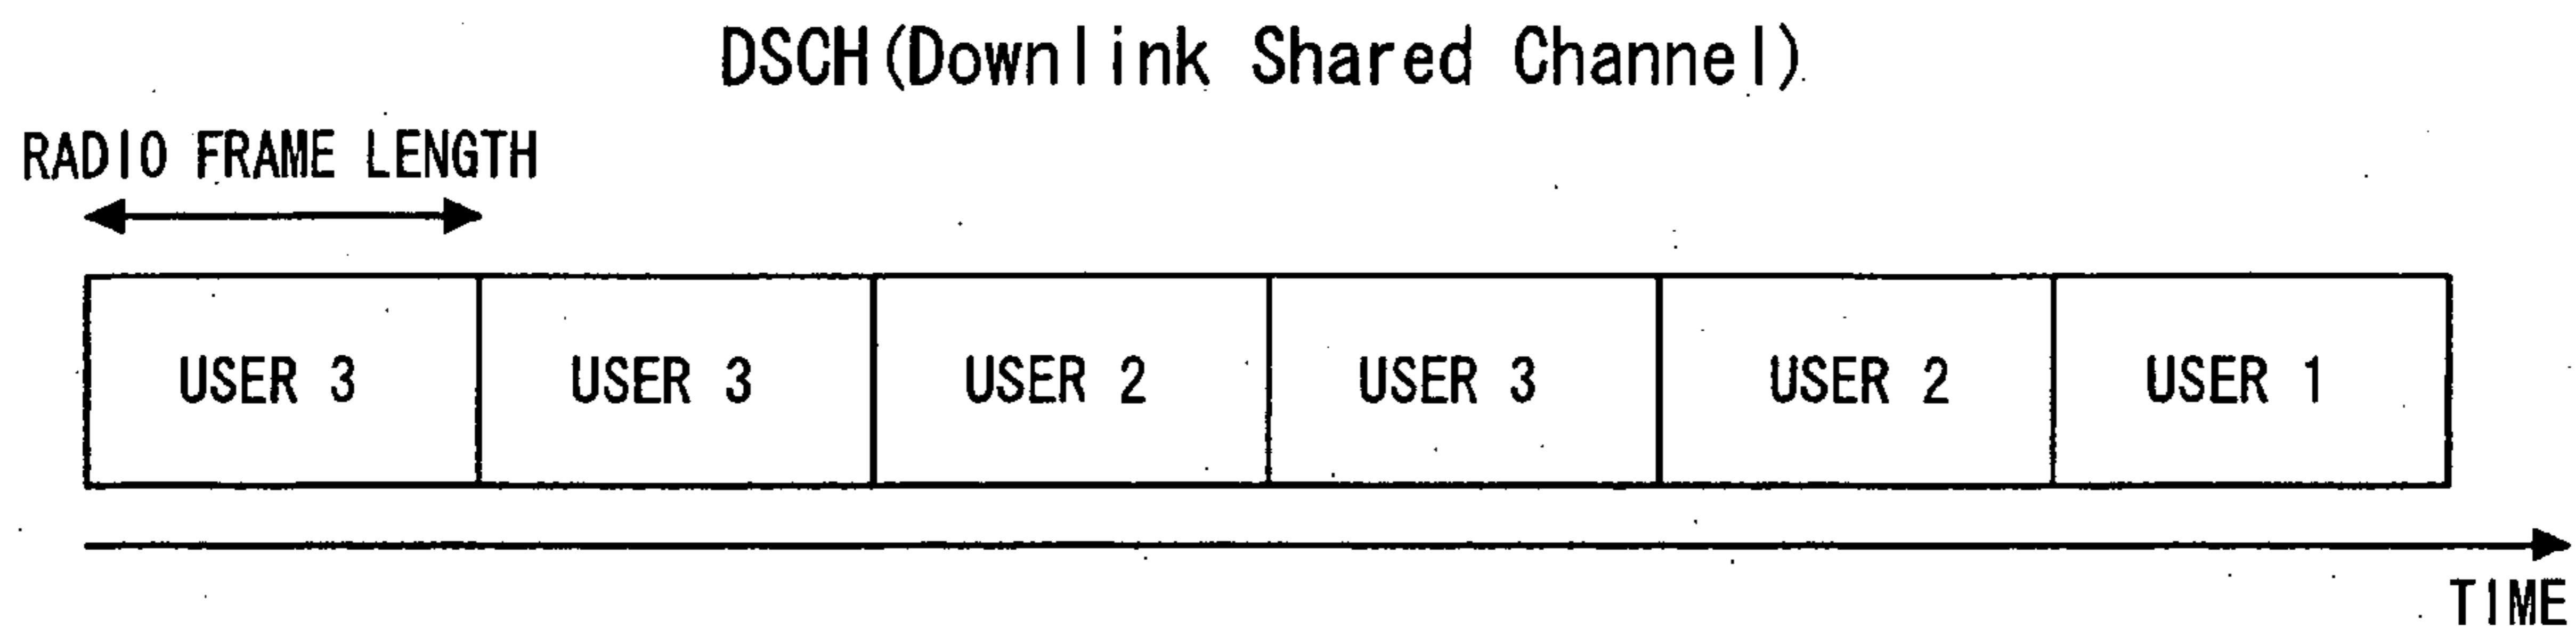 DSCH(Downlink Shared Channel)
RADIO FRAME LENGTH
USER 3 USER 3 USER 2 USER 3 USER 2 USER 1
TIME